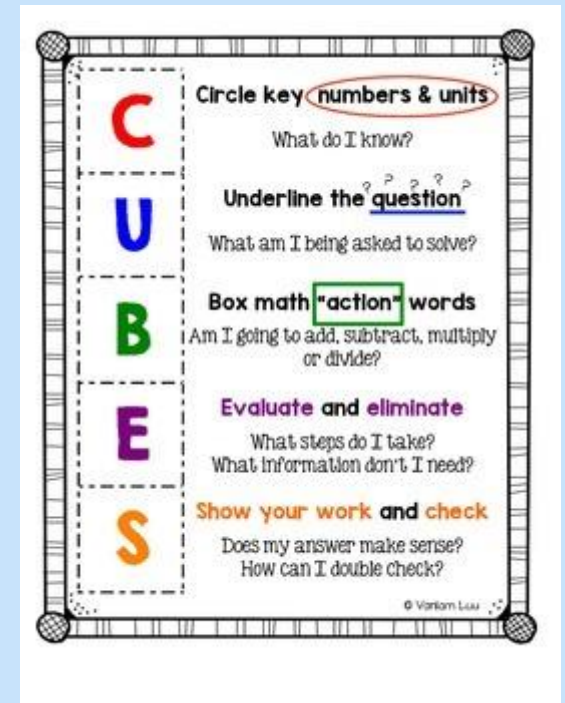 C
Circle key numbers & units
What do I know?
U
? ? ? ? ?
Underline the question
What am I being asked to solve?
B
Box math "action" words
Am I going to add, subtract, multiply
or divide?
E
Evaluate and eliminate
What steps do I take?
What information don't I need?
S
Show your work and check
Does my answer make sense?
How can I double check?
© Vanlam Luu